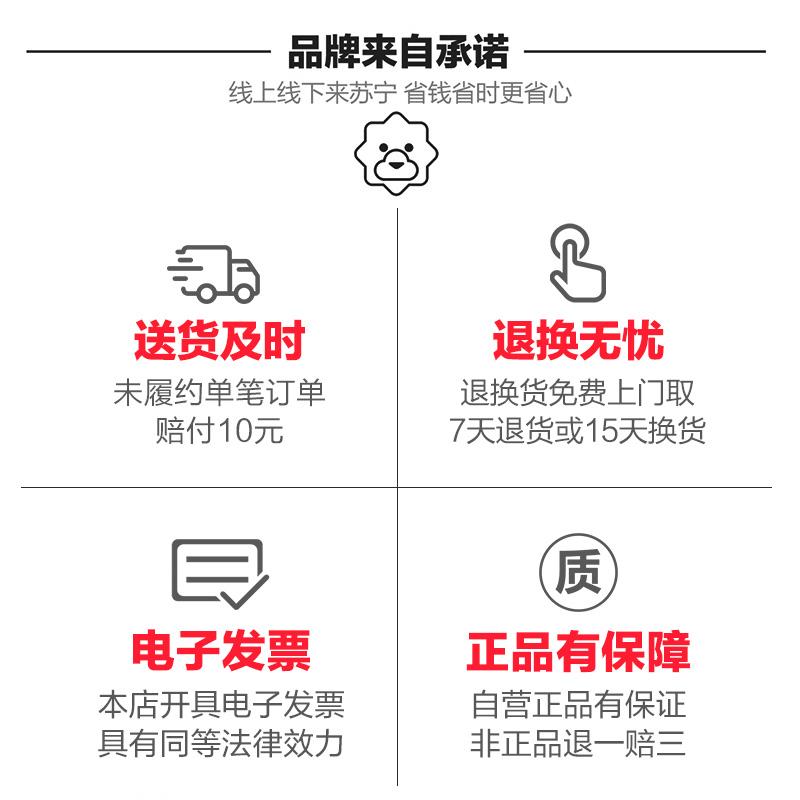 品牌来自承诺
线上线下来苏宁 省钱省时更省心
送货及时
未履约单笔订单
赔付10元
退换无忧
退换货免费上门取
7天退货或15天换货
电子发票
本店开具电子发票
具有同等法律效力
质
正品有保障
自营正品有保证
非正品退一赔三